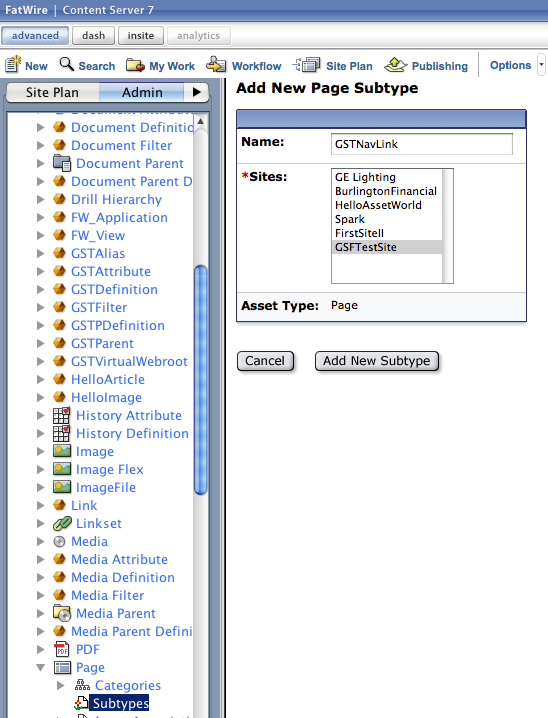 FatWire | Content Server 7
advanced dash insite analytics
New Search My Work Workflow Site Plan Publishing Options
Site Plan Admin
Document Definitio
Document Filter
Document Parent
Document Parent D
Drill Hierarchy
FW_Application
FW_View
GSTAlias
GSTAttribute
GSTDefinition
GSTFilter
GSTPDefinition
GSTParent
GSTVirtualWebroot
HelloArticle
HelloImage
History Attribute
History Definition
Image
Image Flex
ImageFile
Link
Linkset
Media
Media Attribute
Media Definition
Media Filter
Media Parent
Media Parent Defini
PDF
Page
Categories
Subtypes
Add New Page Subtype
Name: GSTNavLink
*Sites:
GE Lighting
BurlingtonFinancial
HelloAssetWorld
Spark
FirstSiteII
GSFTestSite
Asset Type: Page
Cancel Add New Subtype